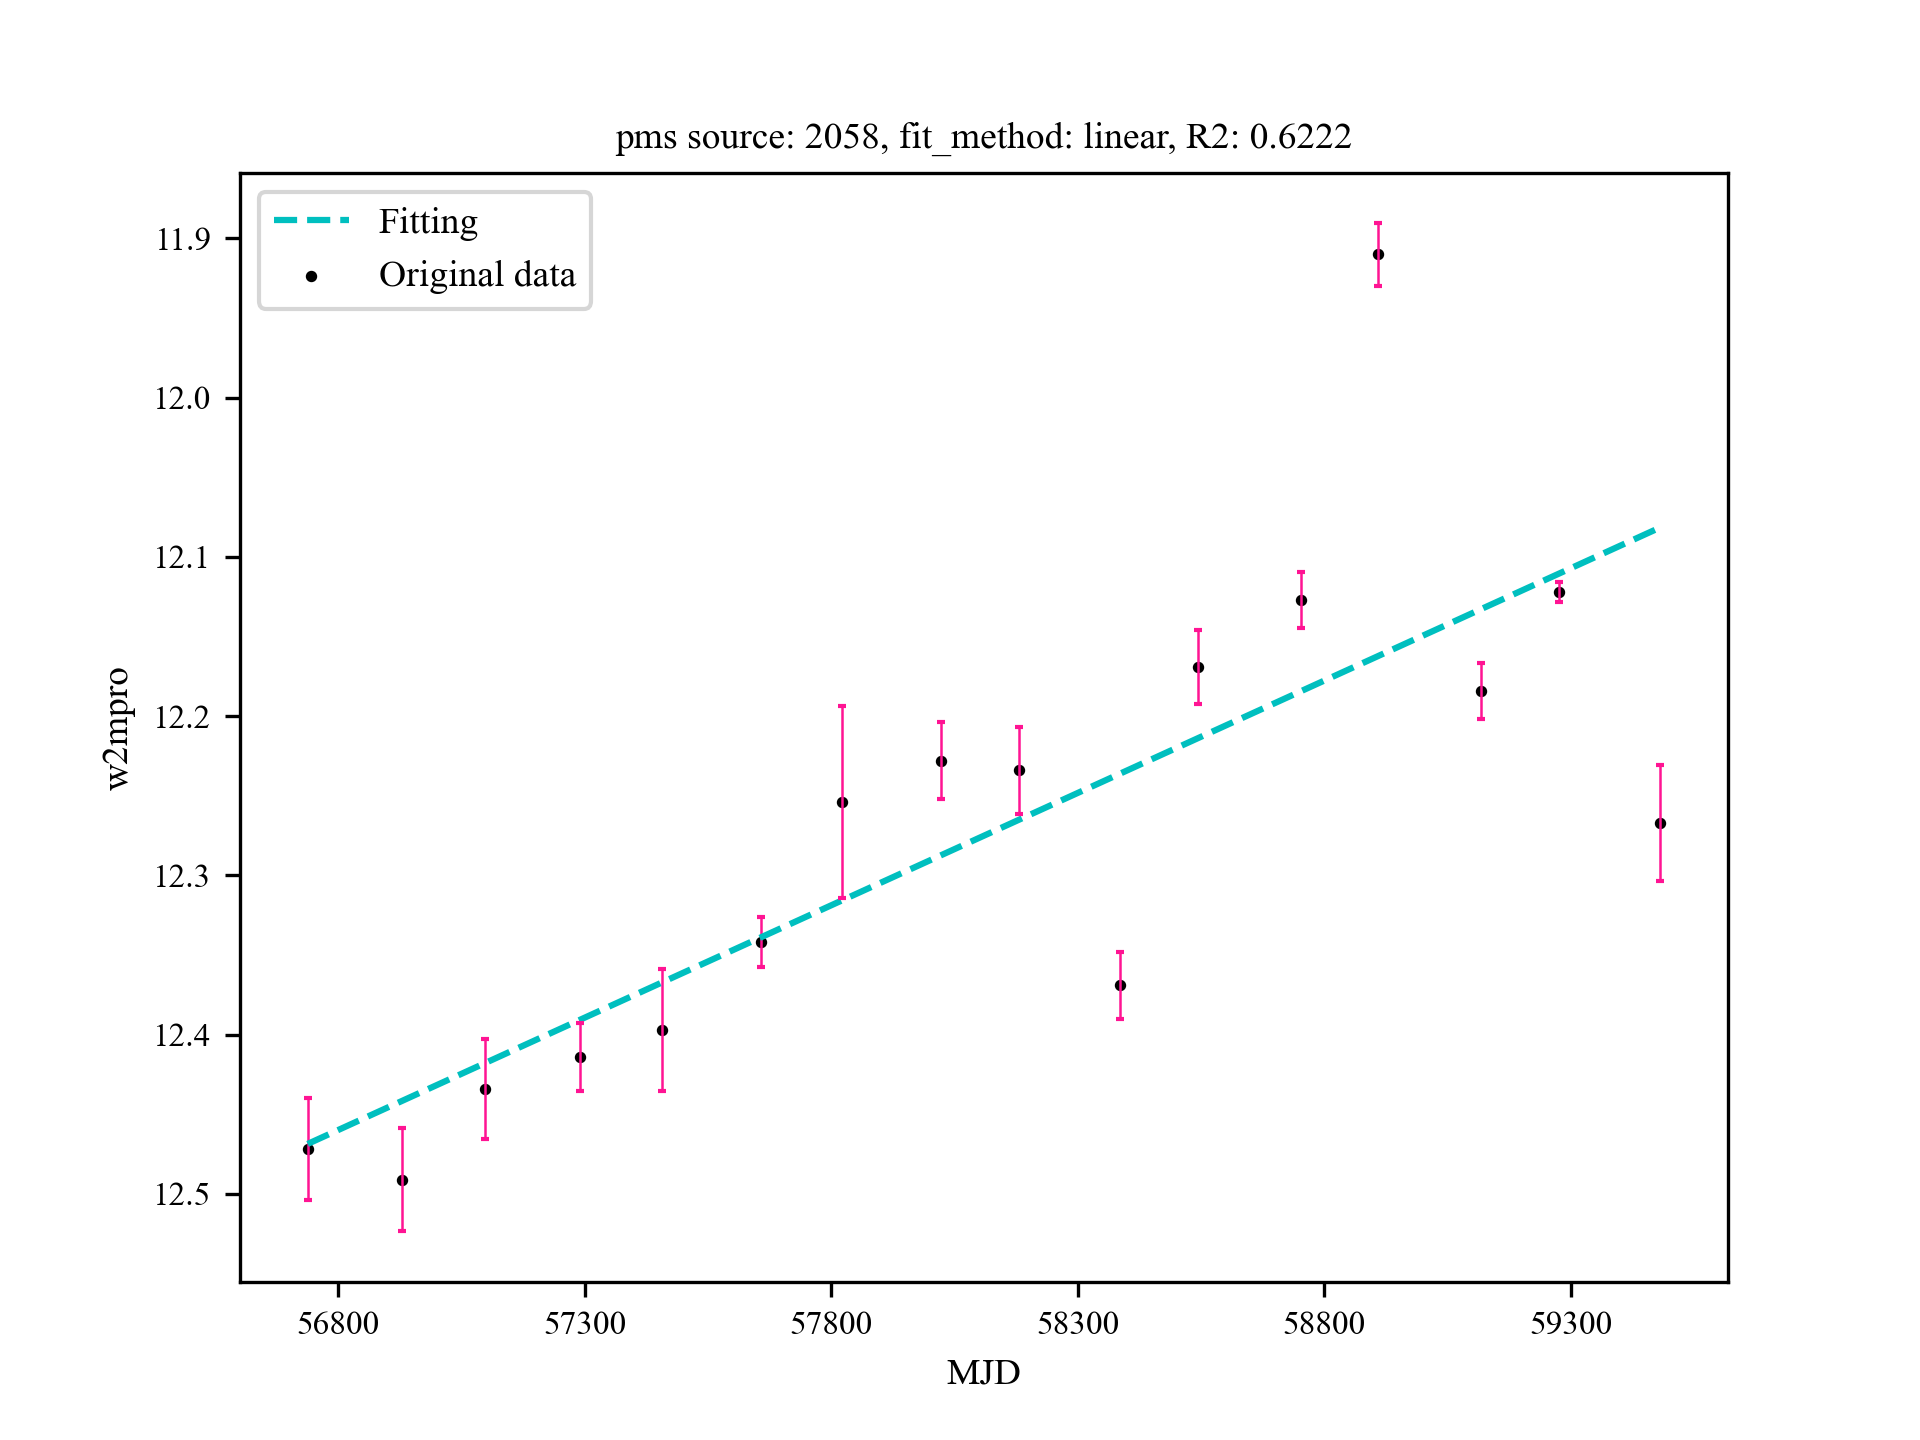 pms source: 2058, fit_method: linear, R2: 0.6222
Fitting
Original data
11.9
12.0
12.1
12.2
12.3
12.4
12.5
w2mpro
56800 57300 57800 58300 58800 59300
MJD